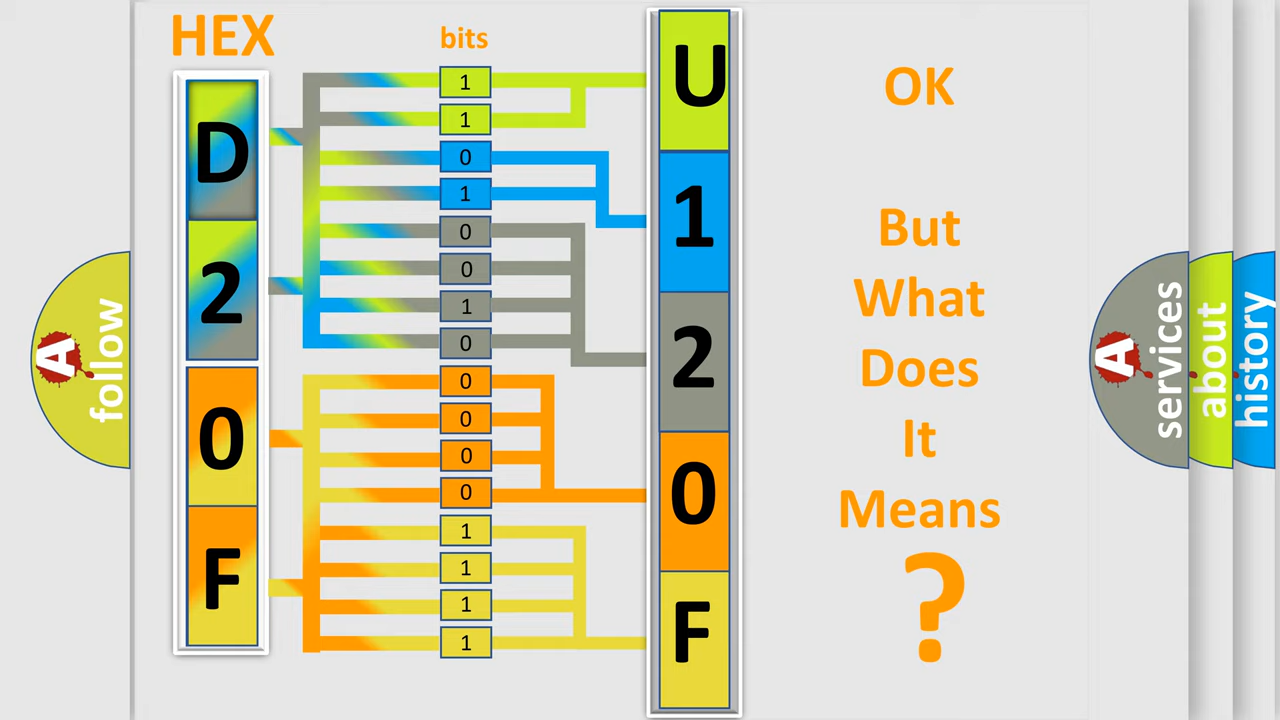 HEX
bits
D
2
0
F
1
1
0
1
0
0
1
0
0
0
0
0
1
1
1
1
U
1
2
0
F
OK
But
What
Does
It
Means
?
A
follow
A
services
about
history